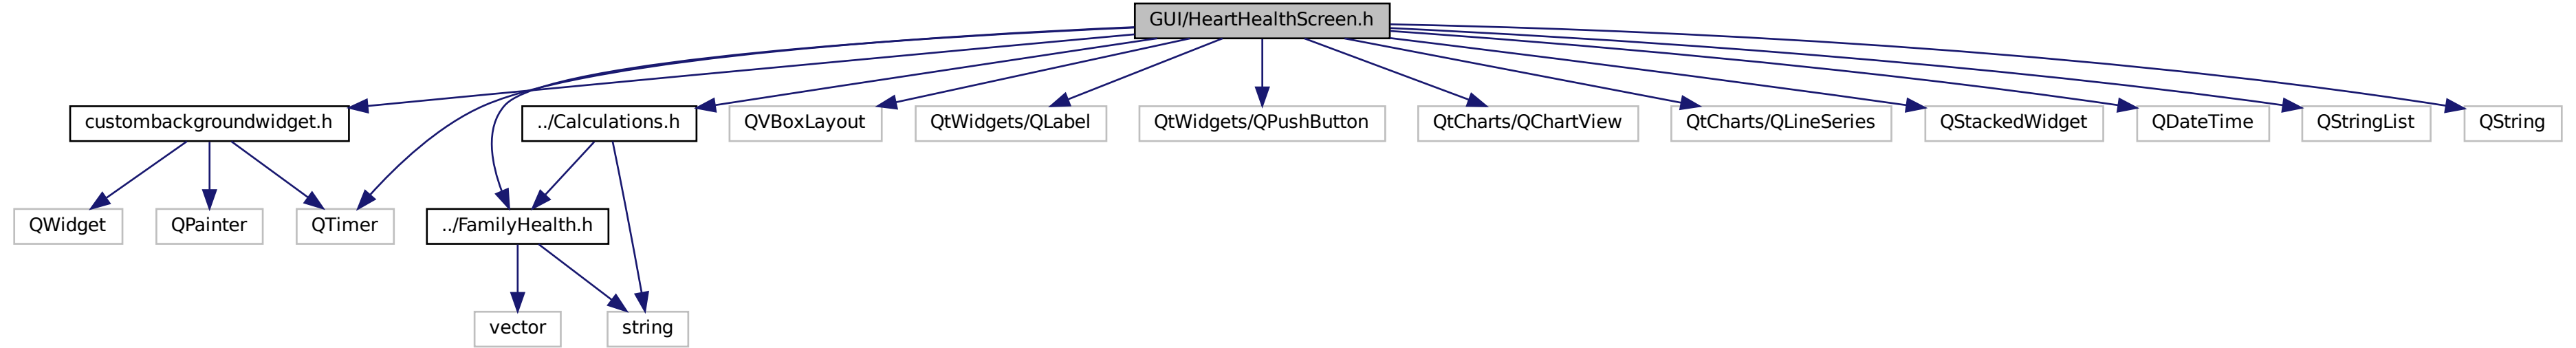 GUI/HeartHealthScreen.h
custombackgroundwidget.h
../Calculations.h
QVBoxLayout
QtWidgets/QLabel
QtWidgets/QPushButton
QtCharts/QChartView
QtCharts/QLineSeries
QStackedWidget
QDateTime
QStringList
QString
QWidget
QPainter
QTimer
../FamilyHealth.h
vector
string